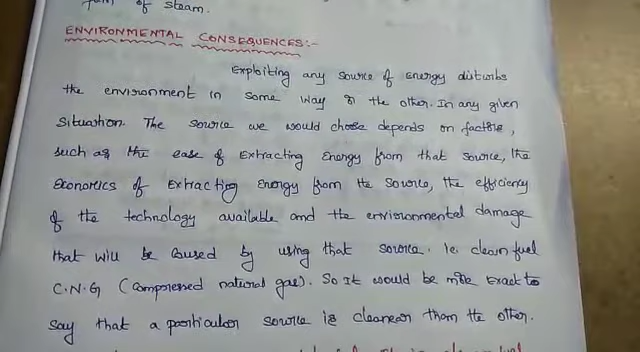 of steam.
ENVIRONMENTAL CONSEQUENCES:-
Exploiting any source of energy disturbs
the environment in some way or the other. In any given
Situation. The source we would choose depends on factors,
such as the ease of Extracting Energy from that source, the
Economics of Extracting Energy from the source, the efficiency
of the technology available and the environmental damage
that will be caused by using that source. i.e. clean fuel
C.N.G (compressed natural gas). So it would be more Exact to
say that a particular source is cleanear than the other.